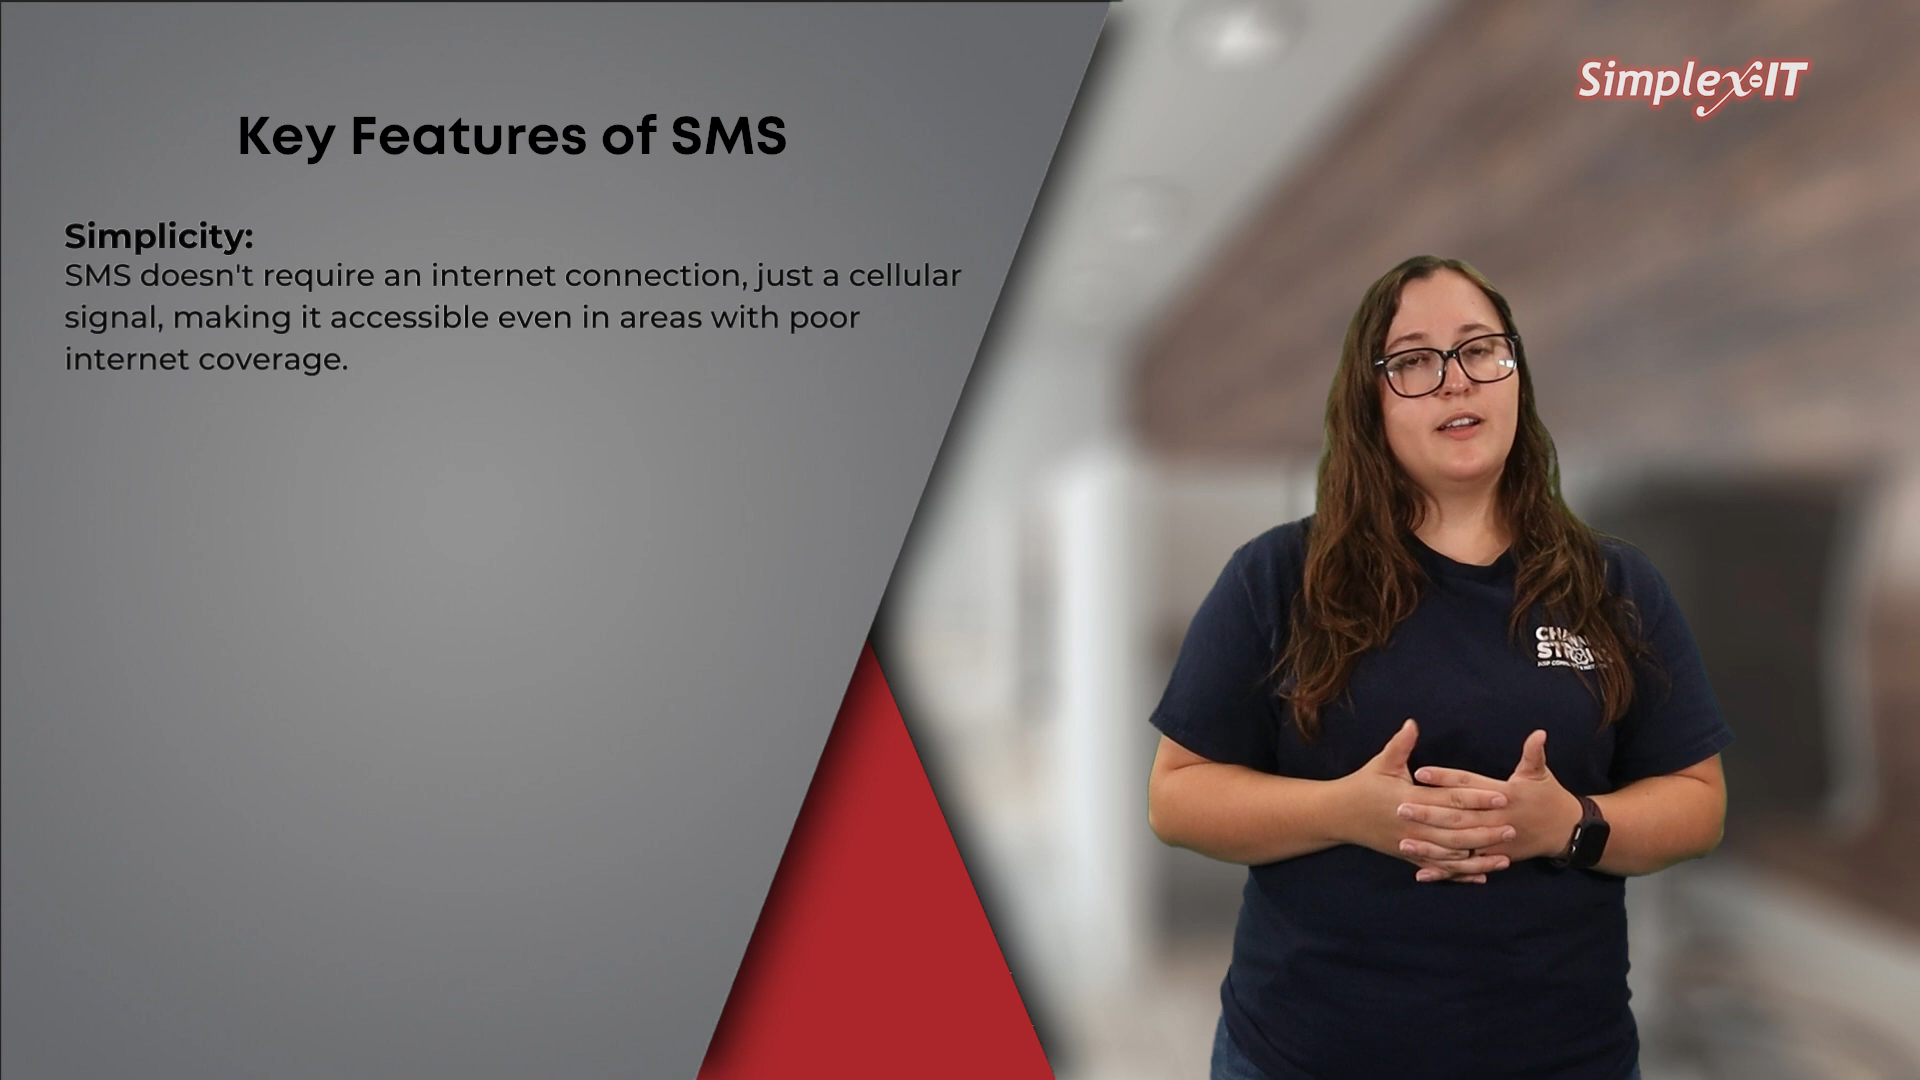 Simplex-IT
Key Features of SMS
Simplicity:
SMS doesn't require an internet connection, just a cellular
signal, making it accessible even in areas with poor
internet coverage.